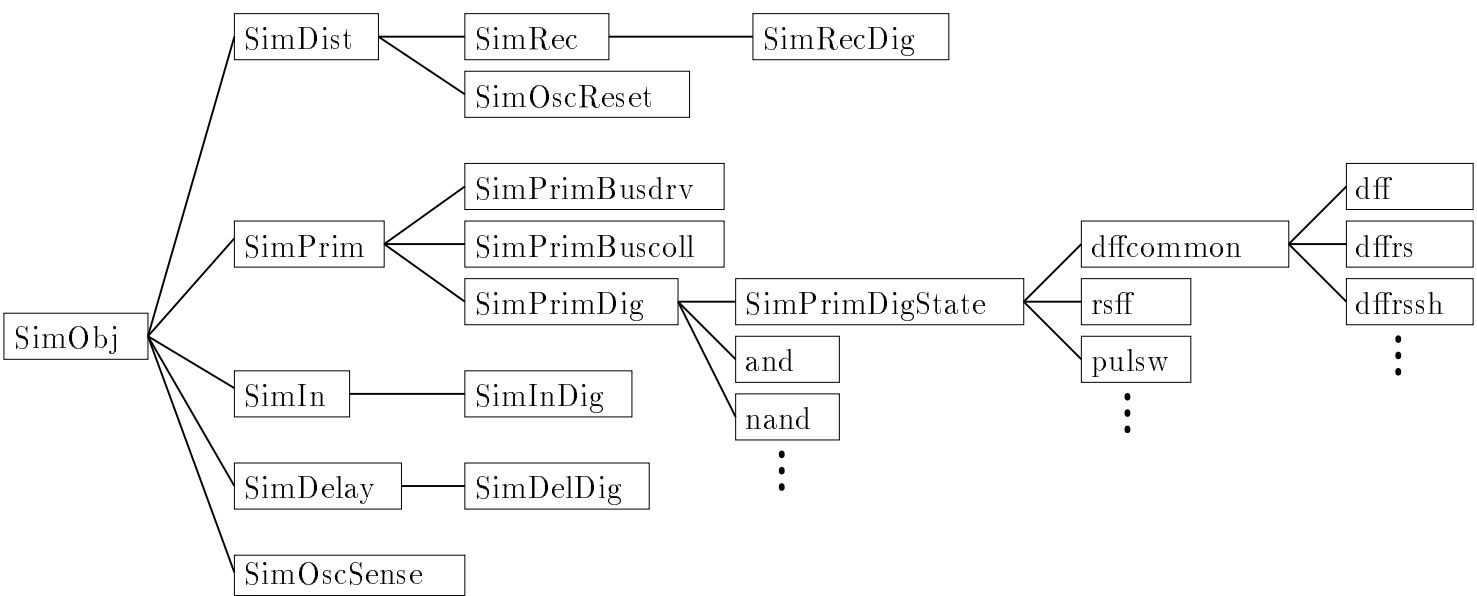 SimDist
SimRec
SimRecDig
SimOscReset
SimPrimBusdrv
dff
SimPrim
SimPrimBuscoll
dffcommon
dffrs
SimPrimDig
SimPrimDigState
rsff
dffrssh
SimObj
and
pulsw
SimIn
SimInDig
nand
SimDelay
SimDelDig
SimOscSense